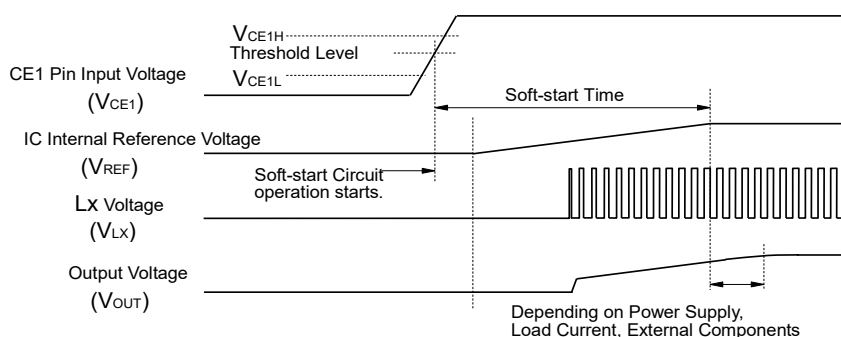 VCE1H
Threshold Level
VCE1L
CE1 Pin Input Voltage
(VCE1)
Soft-start Time
IC Internal Reference Voltage
(VREF)
Soft-start Circuit
operation starts.
Lx Voltage
(VLX)
Output Voltage
(VOUT)
Depending on Power Supply,
Load Current, External Components